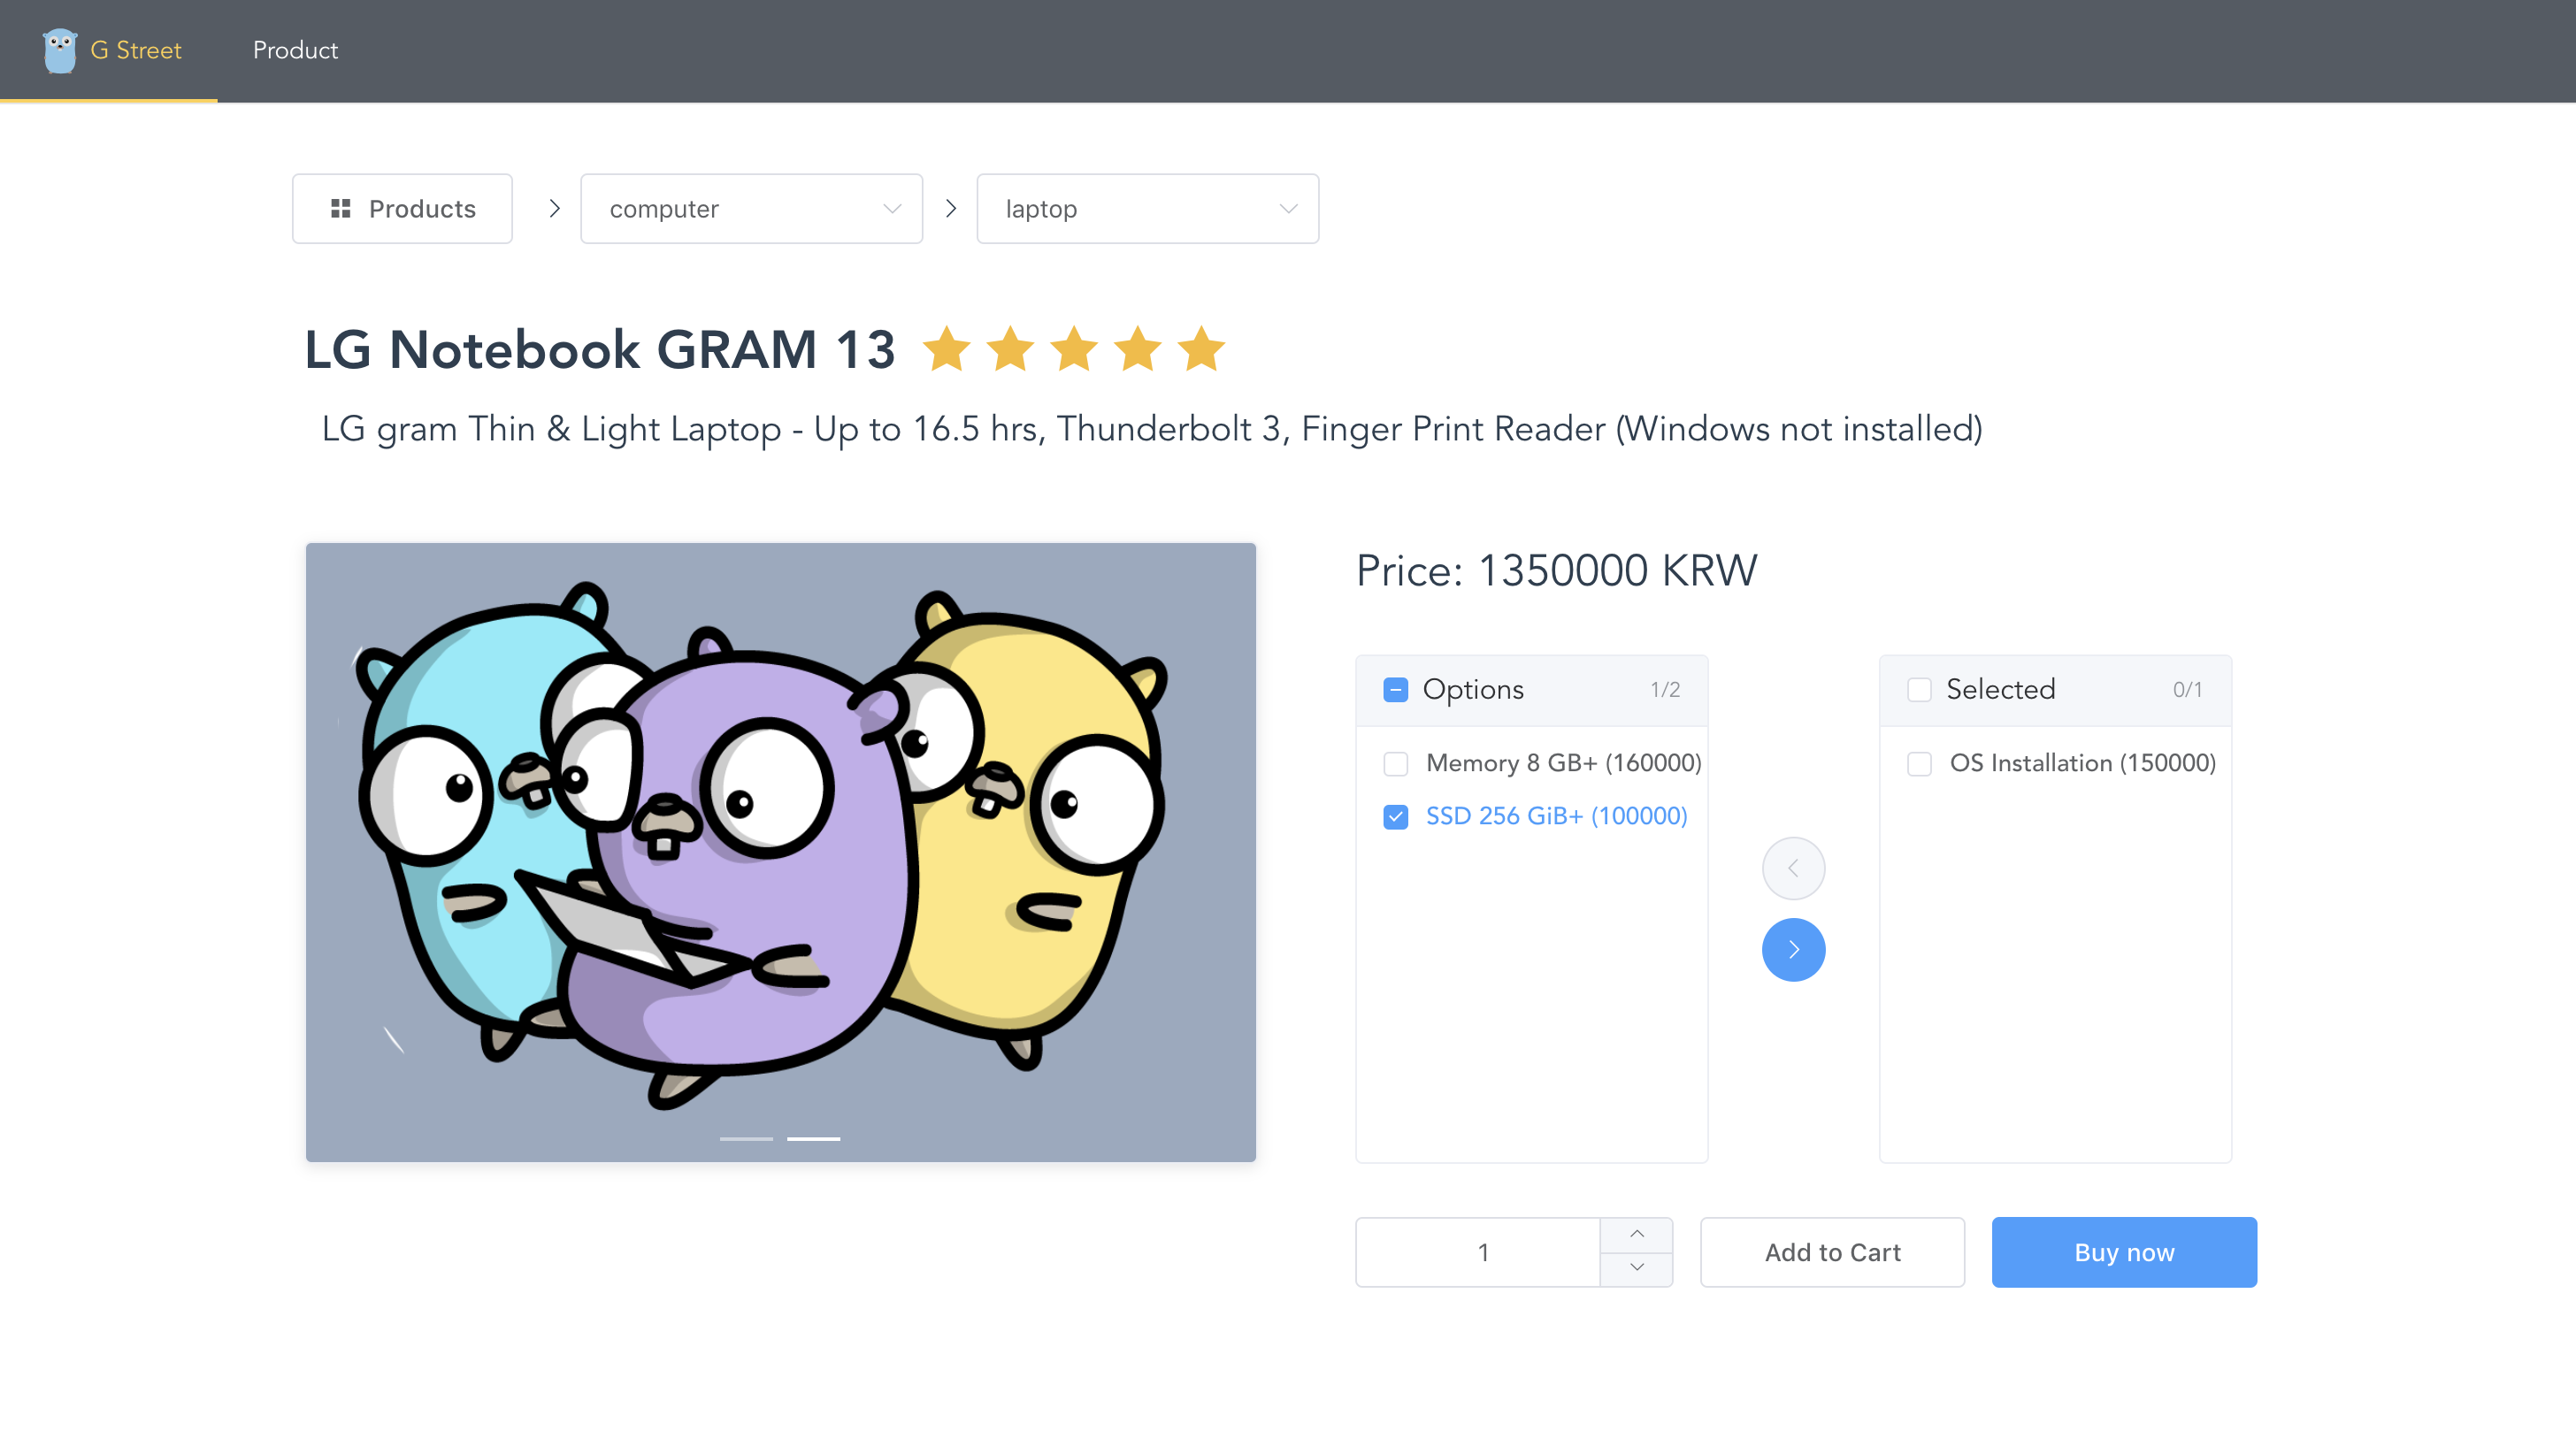 G Street Product
Products computer laptop
LG Notebook GRAM 13
LG gram Thin & Light Laptop - Up to 16.5 hrs, Thunderbolt 3, Finger Print Reader (Windows not installed)
Price: 1350000 KRW
Options 1/2
Memory 8 GB+ (160000)
SSD 256 GiB+ (100000)
Selected 0/1
OS Installation (150000)
1 Add to Cart Buy now